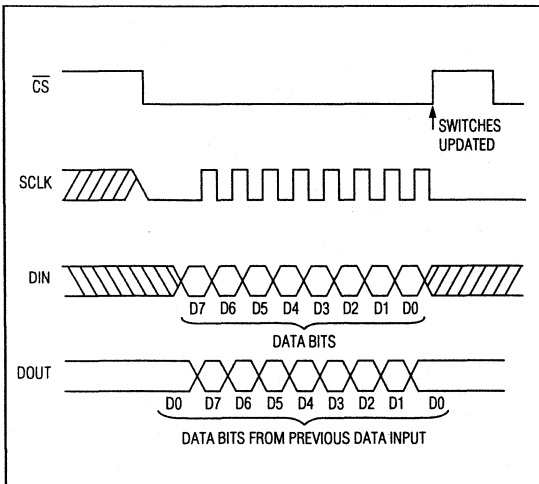 CS
SWITCHES
UPDATED
SCLK
DIN
D7 D6 D5 D4 D3 D2 D1 D0
DATA BITS
DOUT
D0 D7 D6 D5 D4 D3 D2 D1 D0
DATA BITS FROM PREVIOUS DATA INPUT